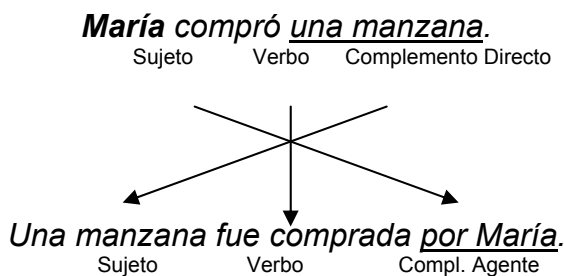 María compró una manzana.
Sujeto Verbo Complemento Directo
Una manzana fue comprada por María.
Sujeto Verbo Compl. Agente